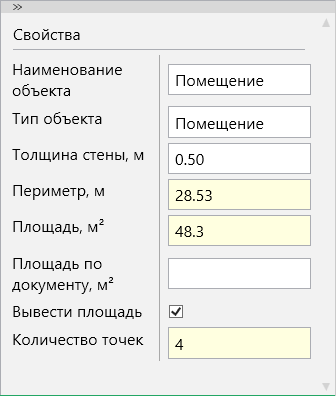 »
Свойства
Наименование
объекта
Помещение
Тип объекта
Помещение
Толщина стены, м
0.50
Периметр, м
28.53
Площадь, м²
48.3
Площадь по
документу, м²
Вывести площадь
Количество точек
4